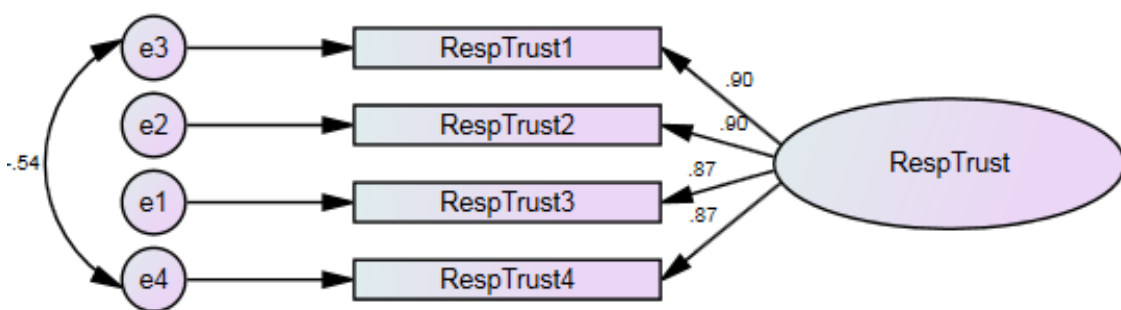 e3
RespTrust1
.90
e2
RespTrust2
.90
-.54
RespTrust
e1
RespTrust3
.87
e4
RespTrust4
.87